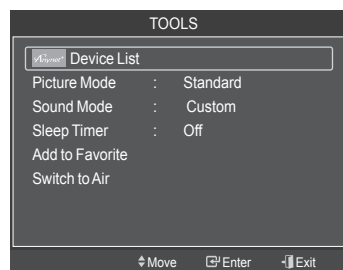 TOOLS
Anynet+ Device List
Picture Mode : Standard
Sound Mode : Custom
Sleep Timer : Off
Add to Favorite
Switch to Air
Move Enter Exit